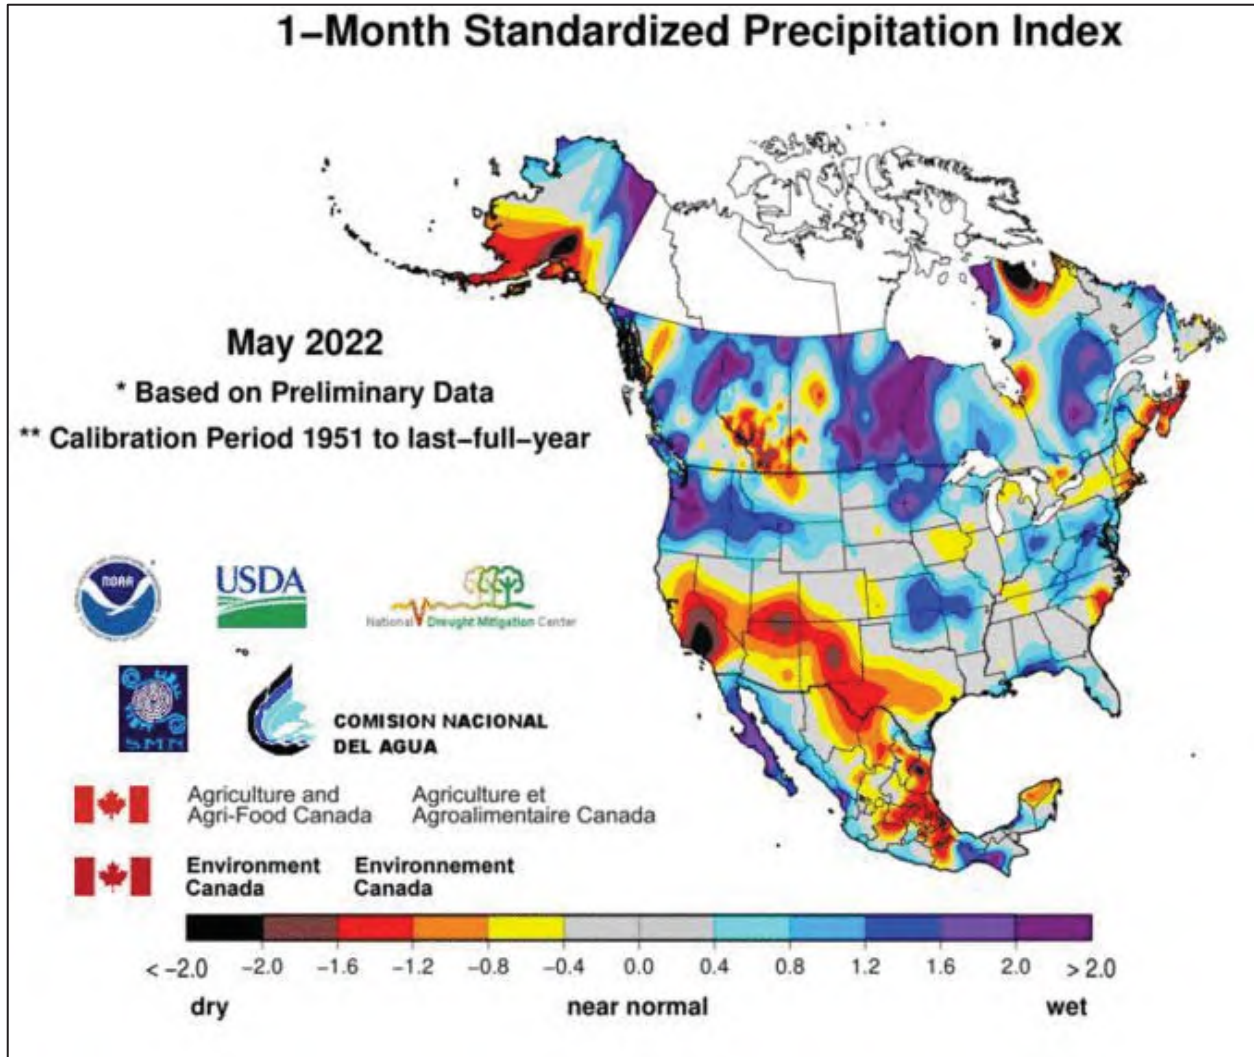 1–Month Standardized Precipitation Index
May 2022
* Based on Preliminary Data
** Calibration Period 1951 to last–full–year
NOAA
USDA
National Drought Mitigation Center
SMN
COMISION NACIONAL
DEL AGUA
Agriculture and
Agri-Food Canada
Agriculture et
Agroalimentaire Canada
Environment
Canada
Environnement
Canada
< –2.0 –2.0 –1.6 –1.2 –0.8 –0.4 0.0 0.4 0.8 1.2 1.6 2.0 > 2.0
dry near normal wet